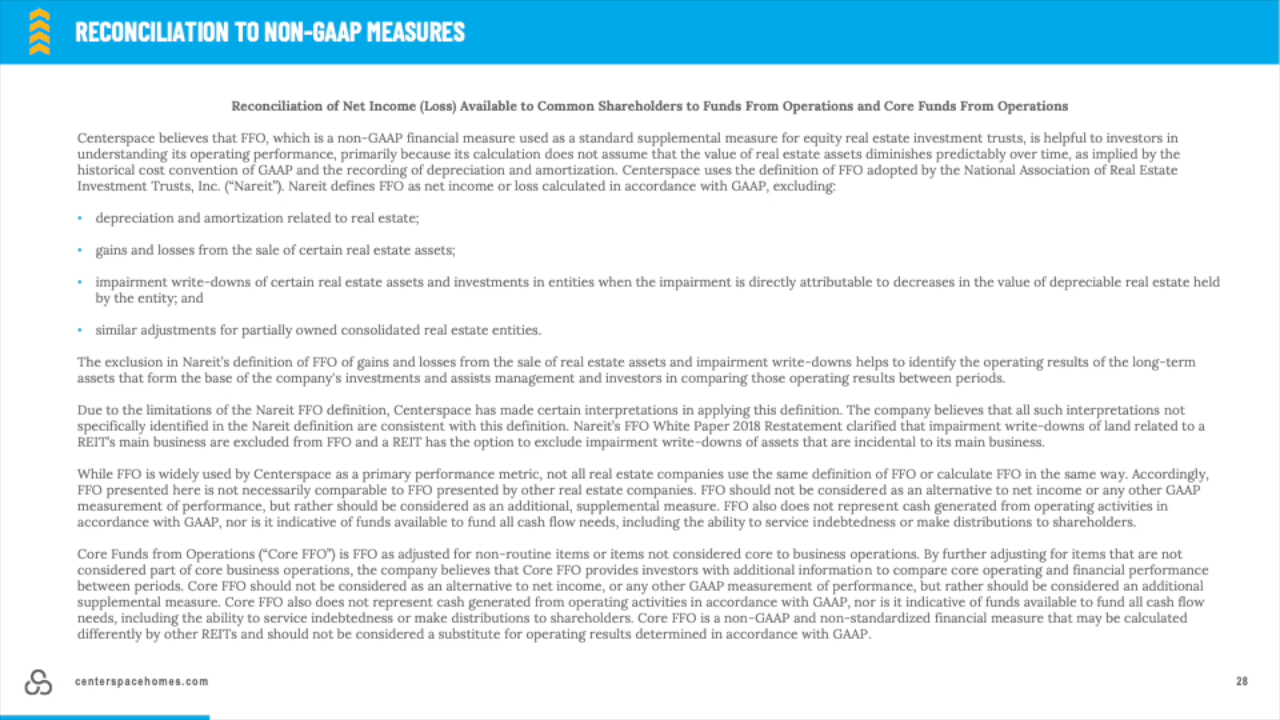 RECONCILIATION TO NON-GAAP MEASURES
Reconciliation of Net Income (Loss) Available to Common Shareholders to Funds From Operations and Core Funds From Operations
Centerspace believes that FFO, which is a non-GAAP financial measure used as a standard supplemental measure for equity real estate investment trusts, is helpful to investors in
understanding its operating performance, primarily because its calculation does not assume that the value of real estate assets diminishes predictably over time, as implied by the
historical cost convention of GAAP and the recording of depreciation and amortization. Centerspace uses the definition of FFO adopted by the National Association of Real Estate
Investment Trusts, Inc. (“Nareit”). Nareit defines FFO as net income or loss calculated in accordance with GAAP, excluding:
• depreciation and amortization related to real estate;
• gains and losses from the sale of certain real estate assets;
• impairment write-downs of certain real estate assets and investments in entities when the impairment is directly attributable to decreases in the value of depreciable real estate held
by the entity; and
• similar adjustments for partially owned consolidated real estate entities.
The exclusion in Nareit’s definition of FFO of gains and losses from the sale of real estate assets and impairment write-downs helps to identify the operating results of the long-term
assets that form the base of the company's investments and assists management and investors in comparing those operating results between periods.
Due to the limitations of the Nareit FFO definition, Centerspace has made certain interpretations in applying this definition. The company believes that all such interpretations not
specifically identified in the Nareit definition are consistent with this definition. Nareit’s FFO White Paper 2018 Restatement clarified that impairment write-downs of land related to a
REIT’s main business are excluded from FFO and a REIT has the option to exclude impairment write-downs of assets that are incidental to its main business.
While FFO is widely used by Centerspace as a primary performance metric, not all real estate companies use the same definition of FFO or calculate FFO in the same way. Accordingly,
FFO presented here is not necessarily comparable to FFO presented by other real estate companies. FFO should not be considered as an alternative to net income or any other GAAP
measurement of performance, but rather should be considered as an additional, supplemental measure. FFO also does not represent cash generated from operating activities in
accordance with GAAP, nor is it indicative of funds available to fund all cash flow needs, including the ability to service indebtedness or make distributions to shareholders.
Core Funds from Operations (“Core FFO”) is FFO as adjusted for non-routine items or items not considered core to business operations. By further adjusting for items that are not
considered part of core business operations, the company believes that Core FFO provides investors with additional information to compare core operating and financial performance
between periods. Core FFO should not be considered as an alternative to net income, or any other GAAP measurement of performance, but rather should be considered an additional
supplemental measure. Core FFO also does not represent cash generated from operating activities in accordance with GAAP, nor is it indicative of funds available to fund all cash flow
needs, including the ability to service indebtedness or make distributions to shareholders. Core FFO is a non-GAAP and non-standardized financial measure that may be calculated
differently by other REITs and should not be considered a substitute for operating results determined in accordance with GAAP.
centerspacehomes.com
28